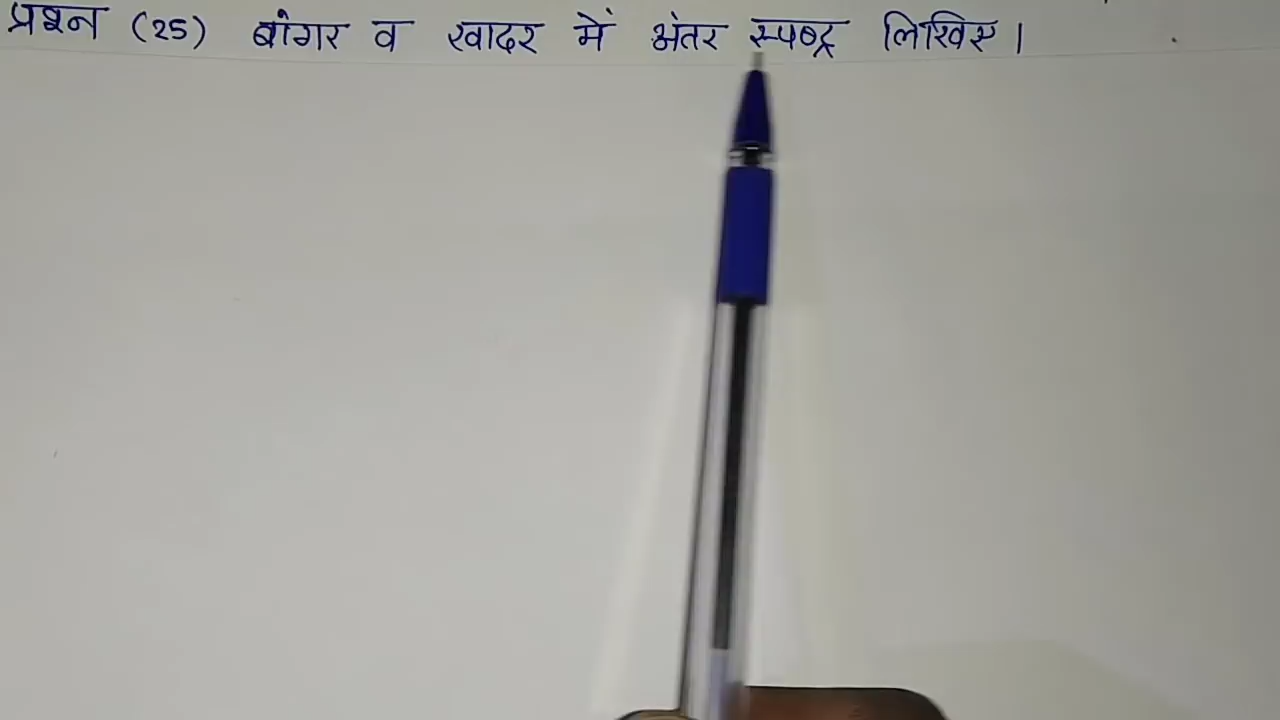 प्रश्न (25) बांगर व खादर में अंतर स्पष्ट लिखिए।